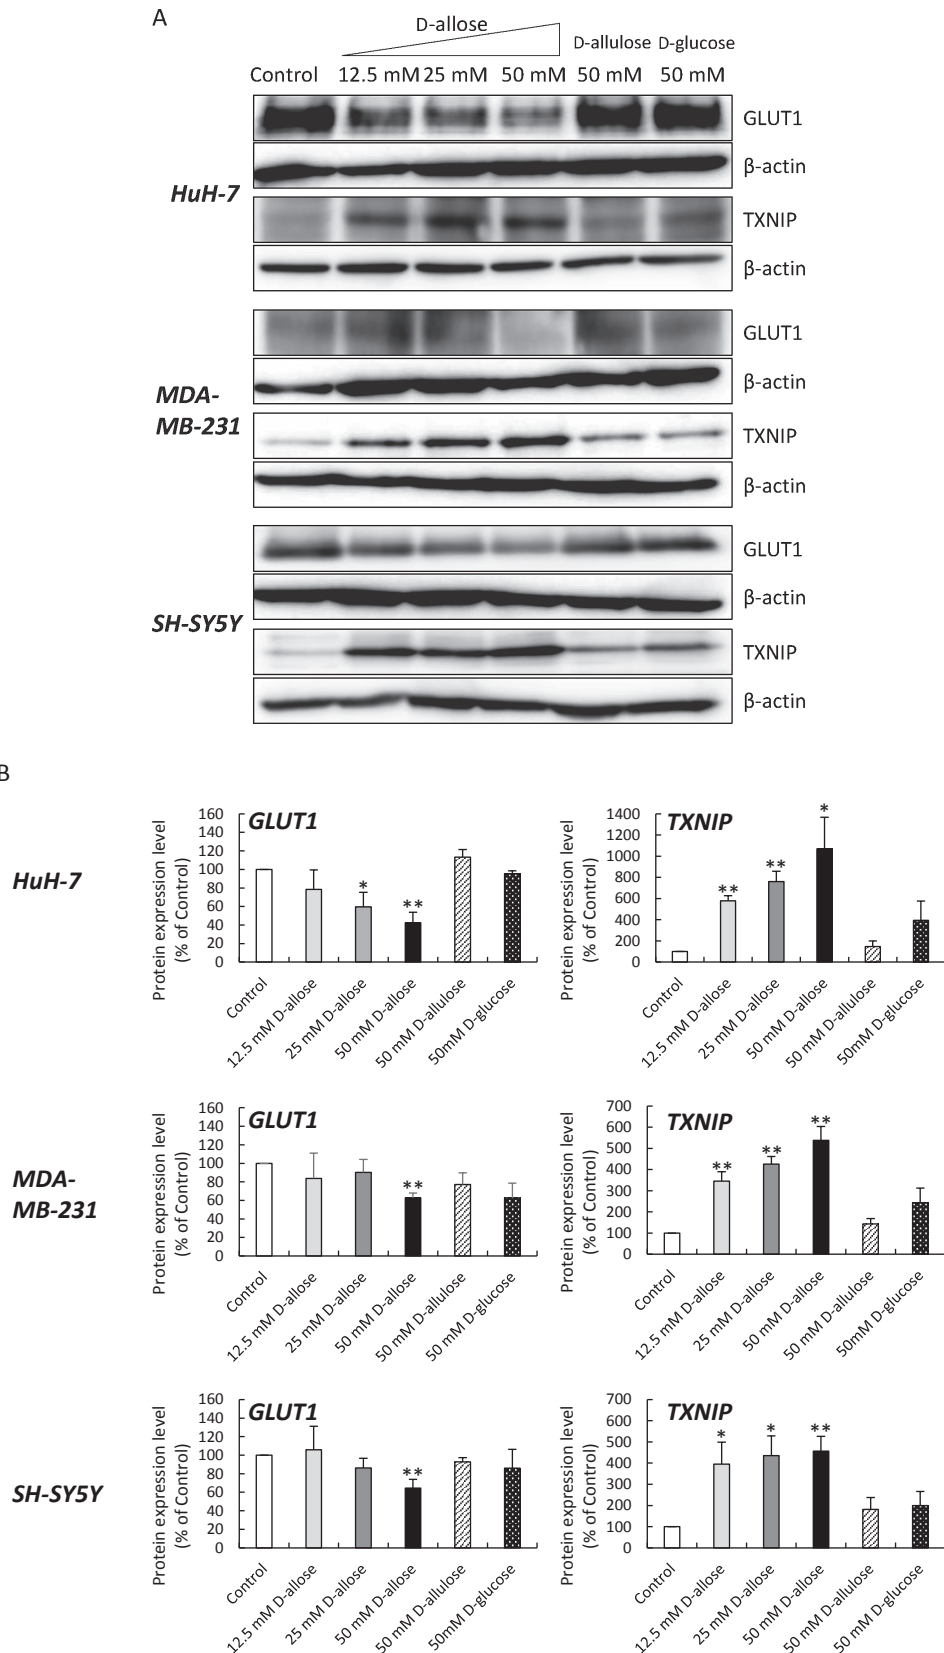 A
D-allose
D-allulose D-glucose
Control 12.5 mM 25 mM 50 mM 50 mM 50 mM
GLUT1
β-actin
HuH-7
TXNIP
β-actin
GLUT1
β-actin
MDA-
MB-231
TXNIP
β-actin
GLUT1
β-actin
SH-SY5Y
TXNIP
β-actin
B
HuH-7
Protein expression level
(% of Control)
160
140
120
100
80
60
40
20
0
GLUT1
*
**
Control
12.5 mM D-allose
25 mM D-allose
50 mM D-allose
50 mM D-allulose
50mM D-glucose
Protein expression level
(% of Control)
1400
1200
1000
800
600
400
200
0
TXNIP
**
**
*
Control
12.5 mM D-allose
25 mM D-allose
50 mM D-allose
50 mM D-allulose
50mM D-glucose
MDA-
MB-231
Protein expression level
(% of Control)
160
140
120
100
80
60
40
20
0
GLUT1
**
Control
12.5 mM D-allose
25 mM D-allose
50 mM D-allose
50 mM D-allulose
50 mM D-glucose
Protein expression level
(% of Control)
700
600
500
400
300
200
100
0
TXNIP
**
**
**
Control
12.5 mM D-allose
25 mM D-allose
50 mM D-allose
50 mM D-allulose
50mM D-glucose
SH-SY5Y
Protein expression level
(% of Control)
160
140
120
100
80
60
40
20
0
GLUT1
**
Control
12.5 mM D-allose
25 mM D-allose
50 mM D-allose
50 mM D-allulose
50mM D-glucose
Protein expression level
(% of Control)
700
600
500
400
300
200
100
0
TXNIP
*
*
**
Control
12.5 mM D-allose
25 mM D-allose
50 mM D-allose
50 mM D-allulose
50mM D-glucose